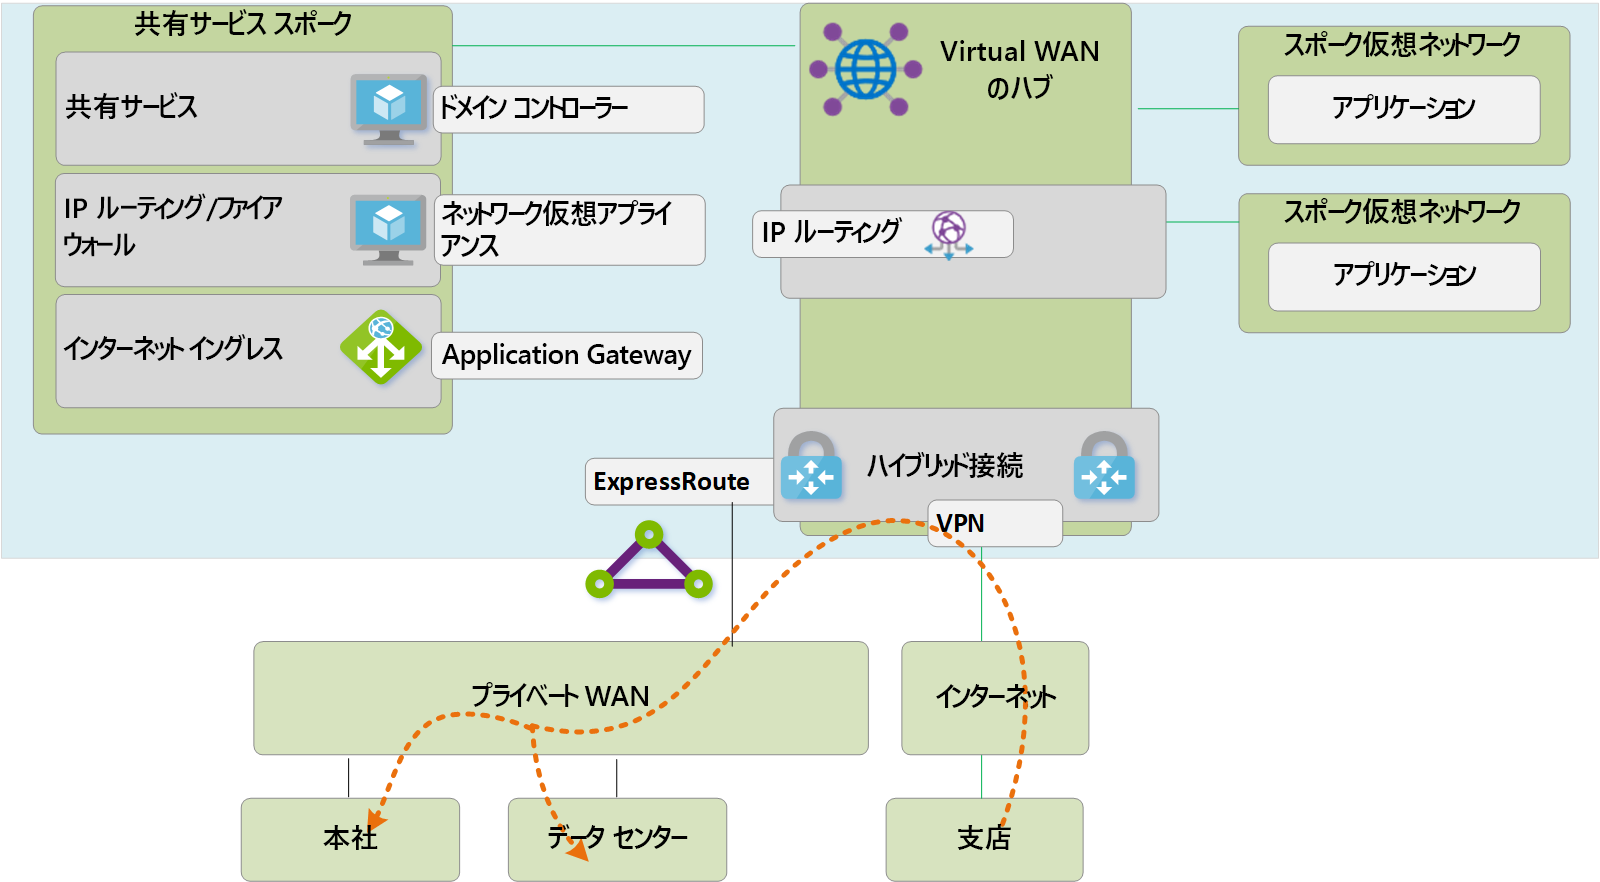 共有サービス スポーク
共有サービス
ドメイン コントローラー
IP ルーティング/ファイア
ウォール
ネットワーク仮想アプライ
アンス
インターネット イングレス
Application Gateway
Virtual WAN
のハブ
IP ルーティング
スポーク仮想ネットワーク
アプリケーション
スポーク仮想ネットワーク
アプリケーション
ハイブリッド接続
ExpressRoute
VPN
プライベート WAN
インターネット
本社
データ センター
支店